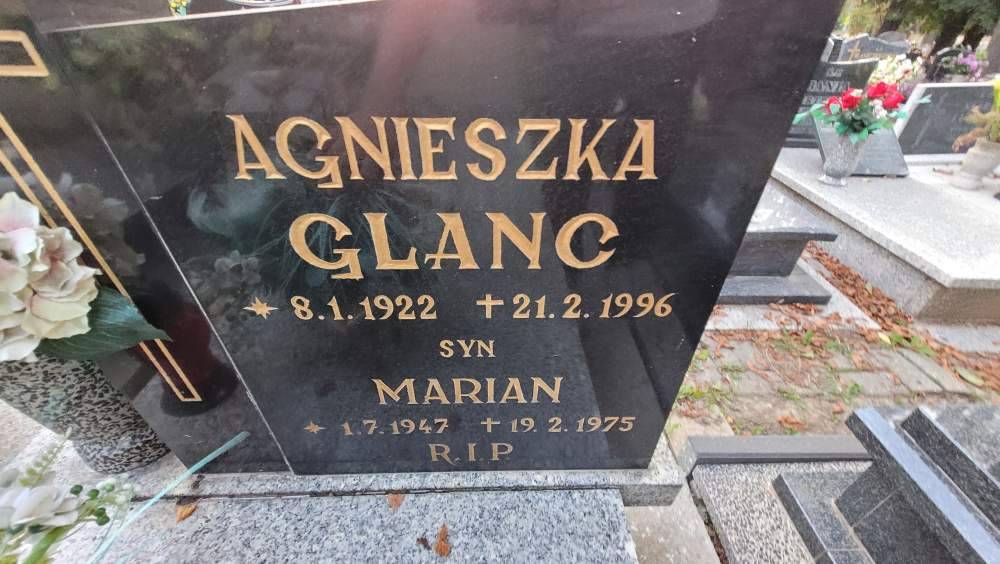 AGNIESZKA
GLANC
* 8.1.1922 + 21.2.1996
SYN
MARIAN
* 1.7.1947 + 19.2.1975
R.I.P.